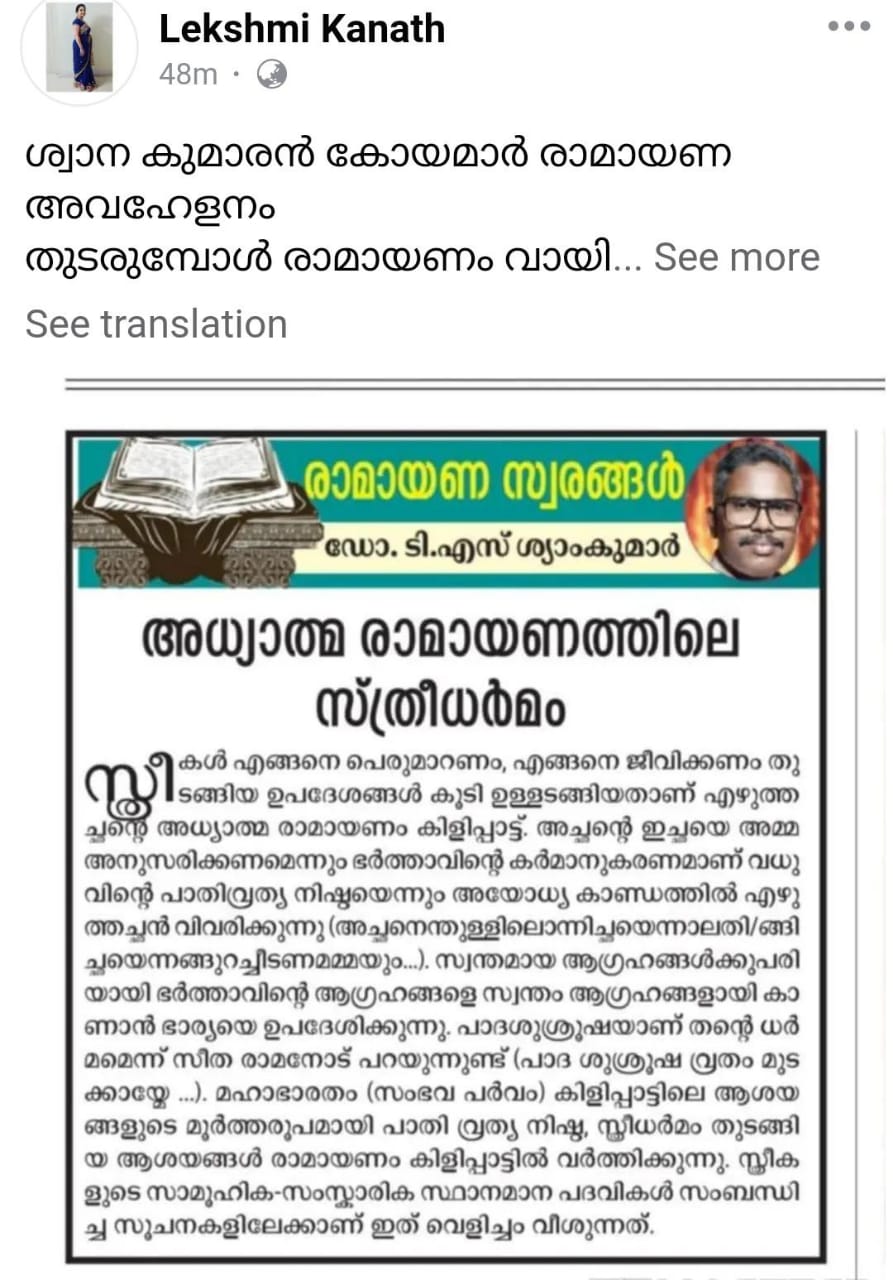 Lekshmi Kanath
48m ·
ശ്വാന കുമാരൻ കോയമാർ രാമായണ
അവഹേളനം
തുടരുമ്പോൾ രാമായണം വായി... See more
See translation
രാമായണ സ്വരങ്ങൾ
ഡോ. ടി.എസ് ശ്യാംകുമാർ
അധ്യാത്മ രാമായണത്തിലെ
സ്ത്രീധർമം
സ്ത്രീകൾ എങ്ങനെ പെരുമാറണം, എങ്ങനെ ജീവിക്കണം തു
ടങ്ങിയ ഉപദേശങ്ങൾ കൂടി ഉള്ളടങ്ങിയതാണ് എഴുത്ത
ച്ഛന്റെ അധ്യാത്മ രാമായണം കിളിപ്പാട്ട്. അച്ഛന്റെ ഇച്ഛയെ അമ്മ
അനുസരിക്കണമെന്നും ഭർത്താവിന്റെ കർമാനുകരണമാണ് വധു
വിന്റെ പാതിവ്രത്യ നിഷ്ഠയെന്നും അയോധ്യ കാണ്ഡത്തിൽ എഴു
ത്തച്ഛൻ വിവരിക്കുന്നു (അച്ഛനെന്തുള്ളിലൊന്നിച്ഛയെന്നാലതി/ങ്ങി
ച്ഛയെന്നങ്ങുറച്ചീടണമമ്മയും...). സ്വന്തമായ ആഗ്രഹങ്ങൾക്കുപരി
യായി ഭർത്താവിന്റെ ആഗ്രഹങ്ങളെ സ്വന്തം ആഗ്രഹങ്ങളായി കാ
ണാൻ ഭാര്യയെ ഉപദേശിക്കുന്നു. പാദശുശ്രൂഷയാണ് തന്റെ ധർ
മമെന്ന് സീത രാമനോട് പറയുന്നുണ്ട് (പാദ ശുശ്രൂഷ വ്രതം മുട
ക്കായ്മേ ...). മഹാഭാരതം (സംഭവ പർവം) കിളിപ്പാട്ടിലെ ആശയ
ങ്ങളുടെ മൂർത്തരൂപമായി പാതി വ്രത്യ നിഷ്ഠ, സ്ത്രീധർമം തുടങ്ങി
യ ആശയങ്ങൾ രാമായണം കിളിപ്പാട്ടിൽ വർത്തിക്കുന്നു. സ്ത്രീക
ളുടെ സാമൂഹിക-സംസ്കാരിക സ്ഥാനമാന പദവികൾ സംബന്ധി
ച്ച സൂചനകളിലേക്കാണ് ഇത് വെളിച്ചം വീശുന്നത്.